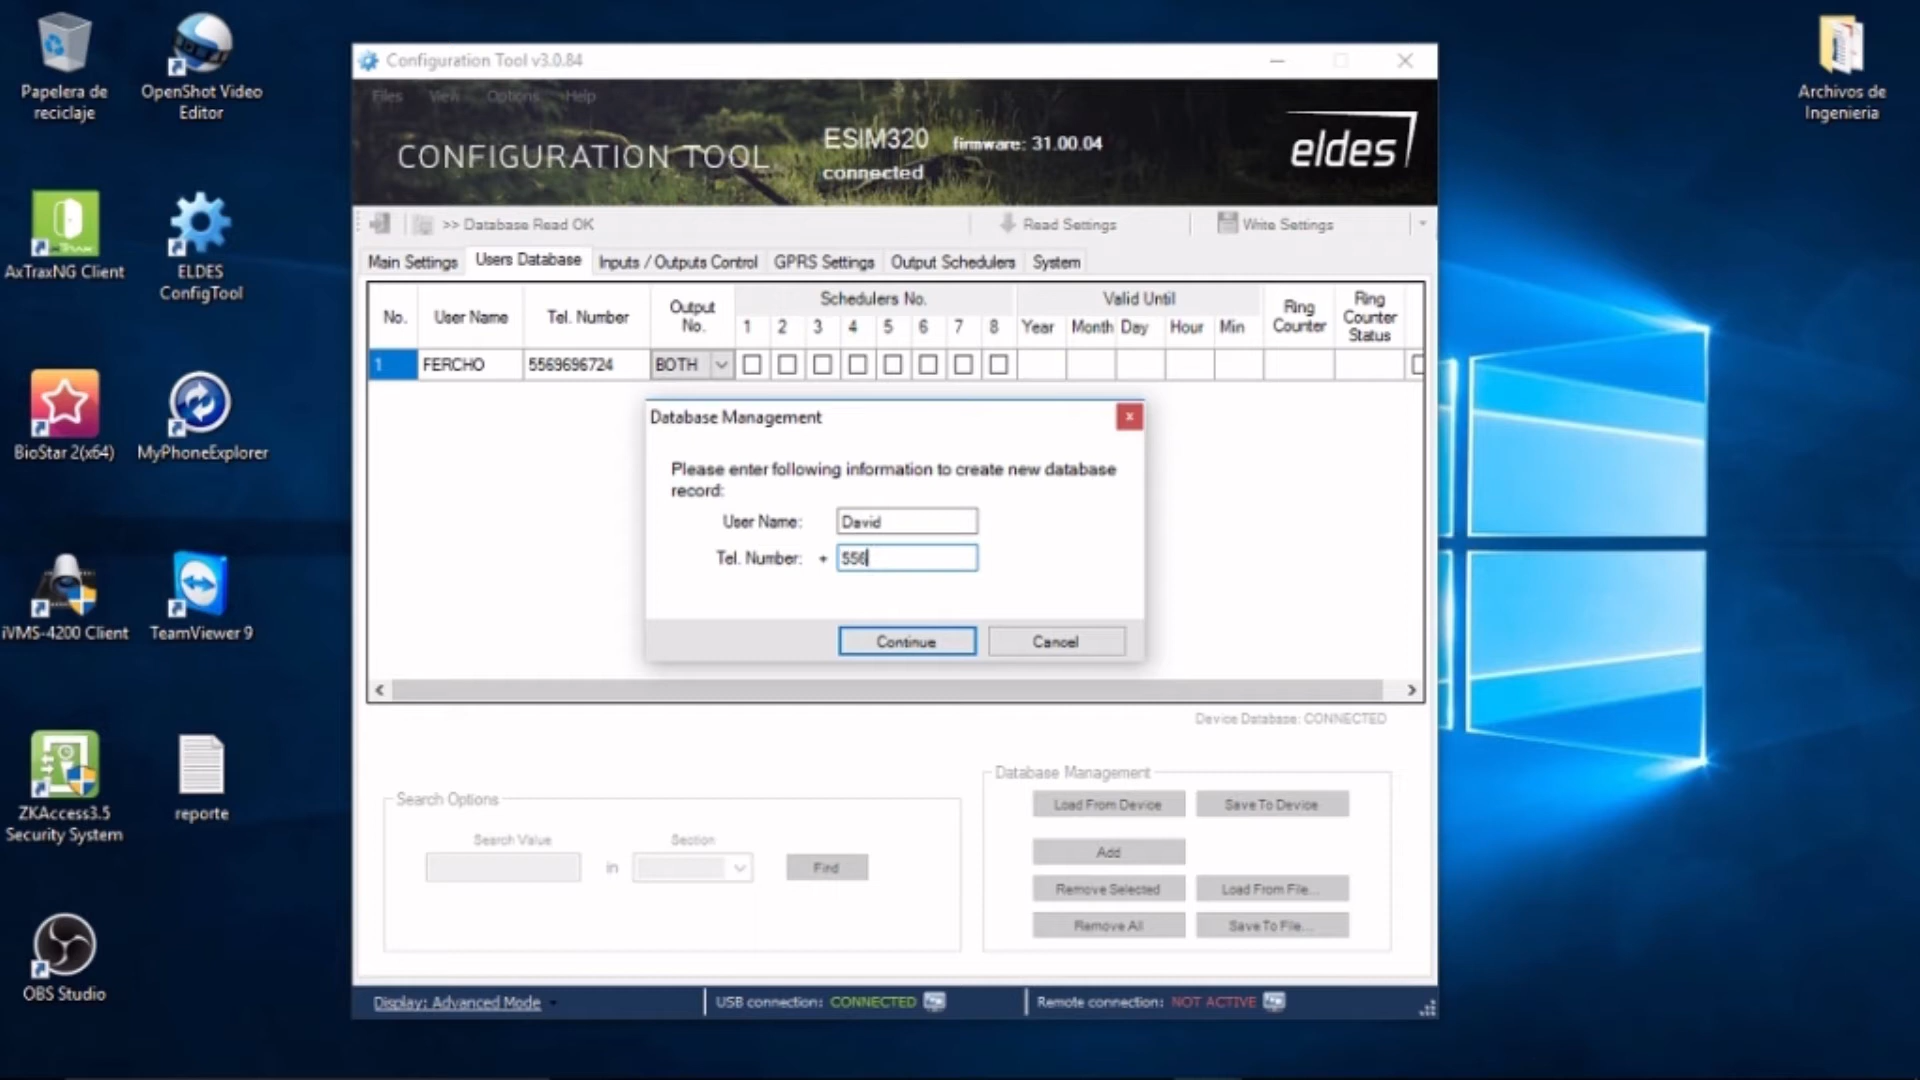 Papelera de
reciclaje
OpenShot Video
Editor
AxTraxNG Client
ELDES
ConfigTool
BioStar 2(x64)
MyPhoneExplorer
iVMS-4200 Client
TeamViewer 9
ZKAccess3.5
Security System
reporte
OBS Studio
Archivos de
Ingenieria
Configuration Tool v3.0.84
Files View Options Help
CONFIGURATION TOOL
ESIM320 firmware: 31.00.04
connected
eldes
>> Database Read OK
Read Settings
Write Settings
Main Settings Users Database Inputs / Outputs Control GPRS Settings Output Schedulers System
No.
User Name
Tel. Number
Output
No.
Schedulers No.
1 2 3 4 5 6 7 8
Valid Until
Year Month Day Hour Min
Ring
Counter
Ring
Counter
Status
1 FERCHO 5569696724 BOTH
Database Management
Please enter following information to create new database
record:
User Name: David
Tel. Number: + 556
Continue Cancel
Device Database: CONNECTED
Search Options
Search Value
Section
in
Find
Database Management
Load From Device Save To Device
Add
Remove Selected Load From File...
Remove All Save To File...
Display: Advanced Mode
USB connection: CONNECTED
Remote connection: NOT ACTIVE